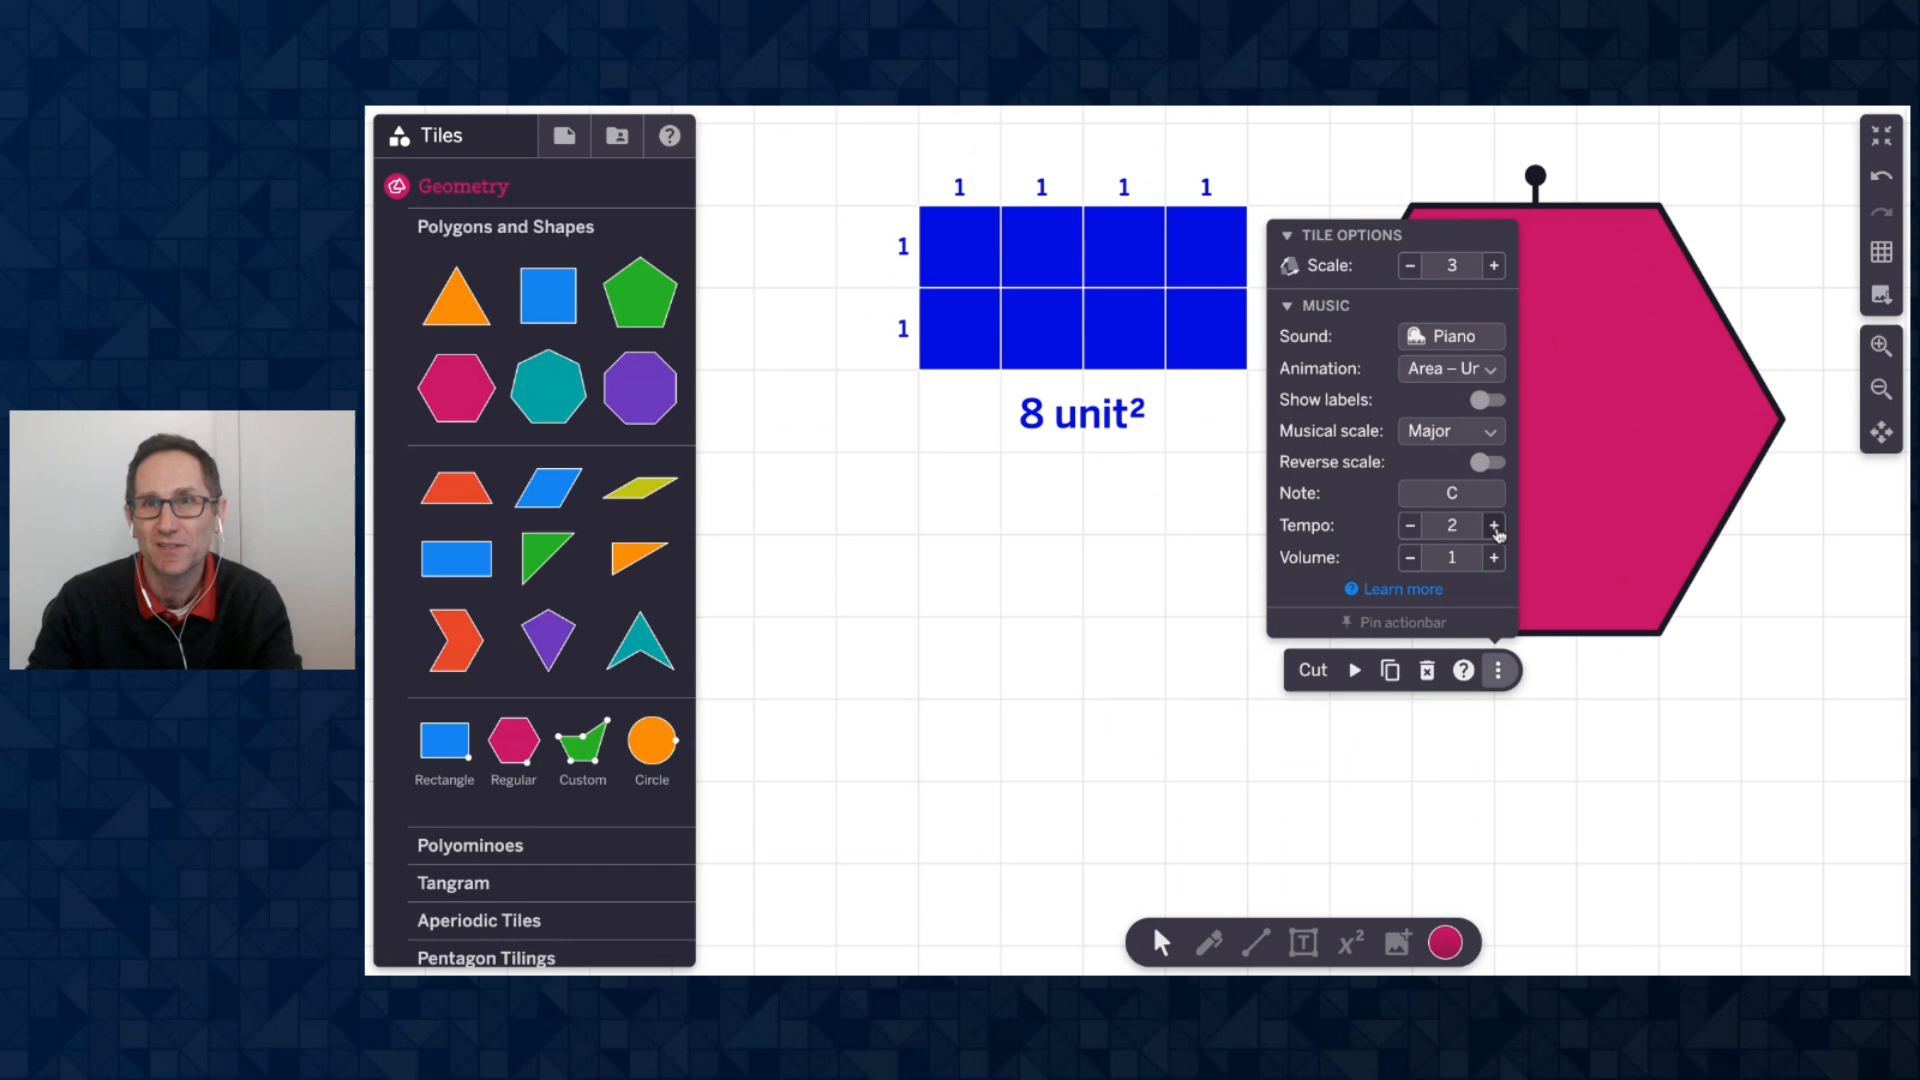 Tiles
Geometry
Polygons and Shapes
Rectangle Regular Custom Circle
Polyominoes
Tangram
Aperiodic Tiles
Pentagon Tilings
1 1 1 1
1
1
8 unit²
TILE OPTIONS
Scale: − 3 +
MUSIC
Sound: Piano
Animation: Area – Ur
Show labels:
Musical scale: Major
Reverse scale:
Note: C
Tempo: − 2 +
Volume: − 1 +
? Learn more
Pin actionbar
Cut ?
T x²